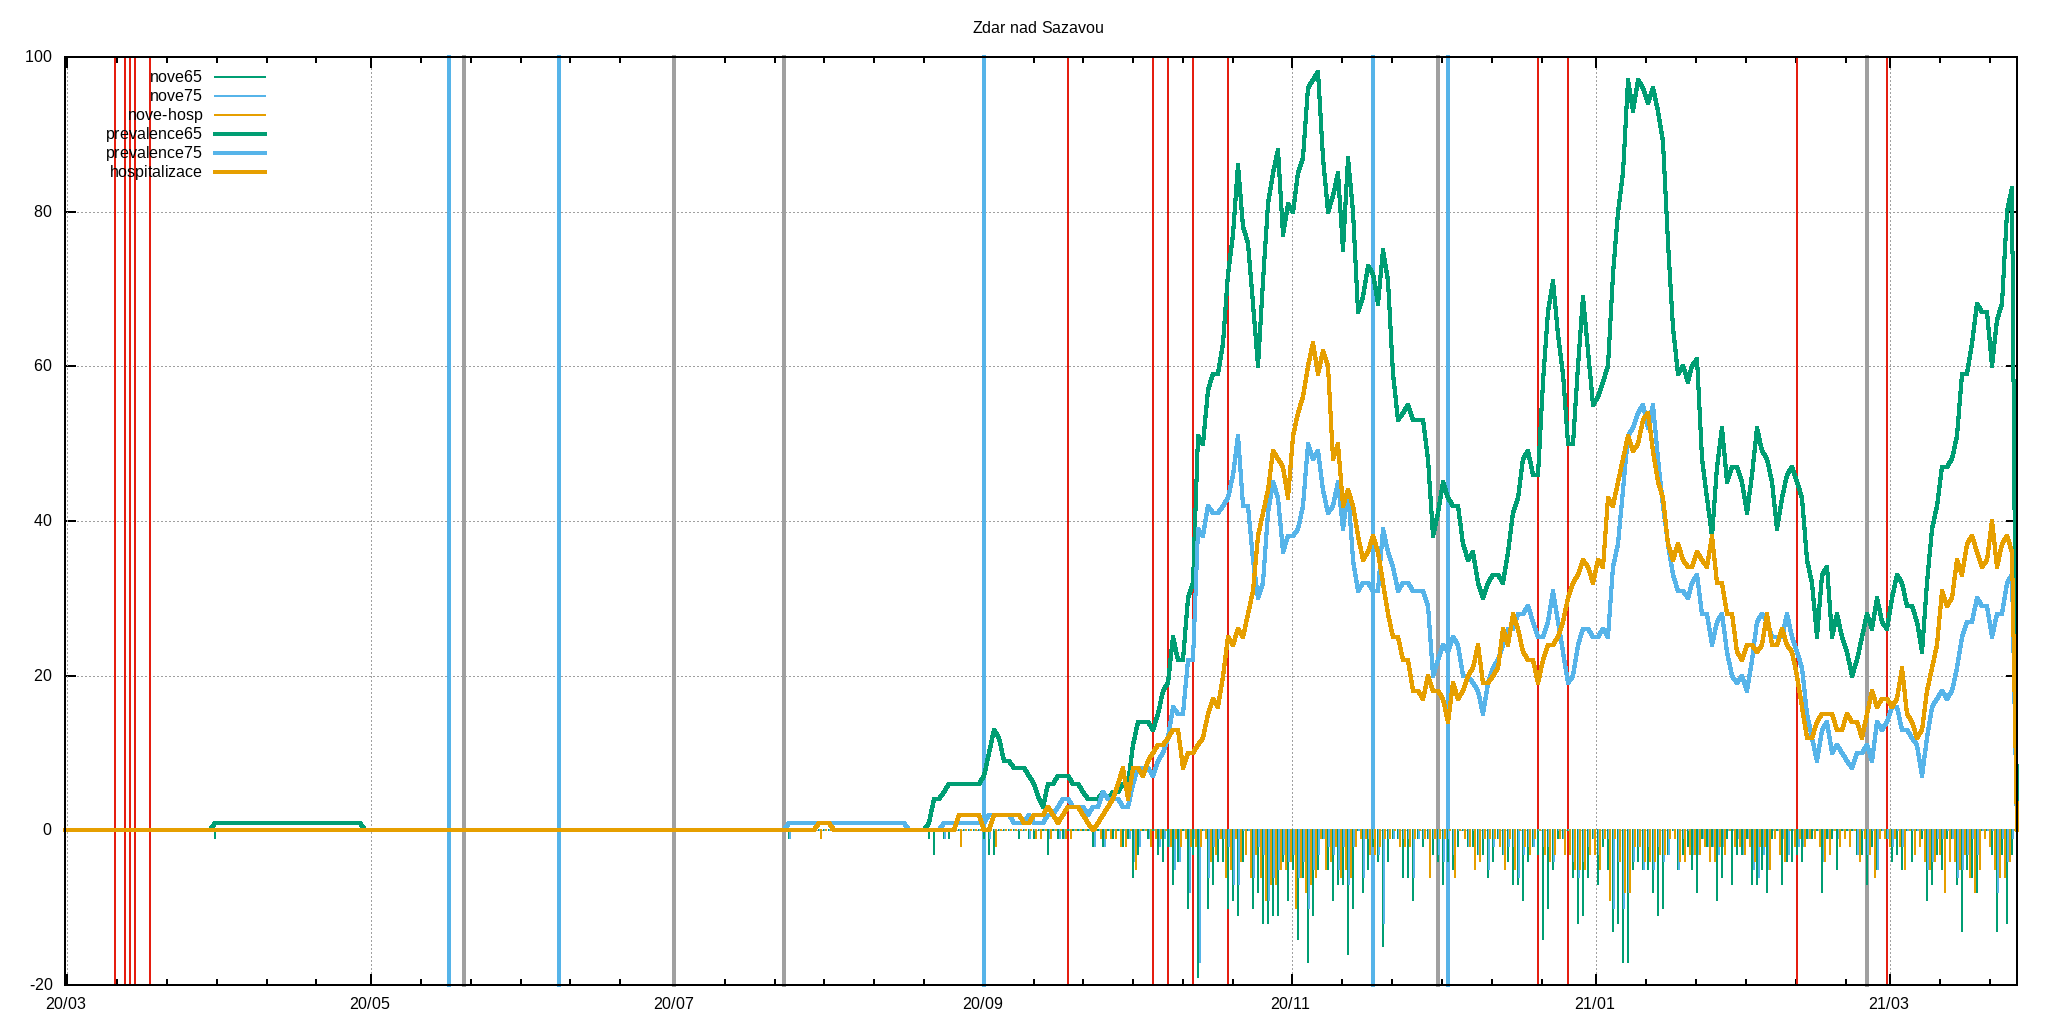 Zdar nad Sazavou
100
80
60
40
20
0
-20
nove65
nove75
nove-hosp
prevalence65
prevalence75
hospitalizace
20/03 20/05 20/07 20/09 20/11 21/01 21/03